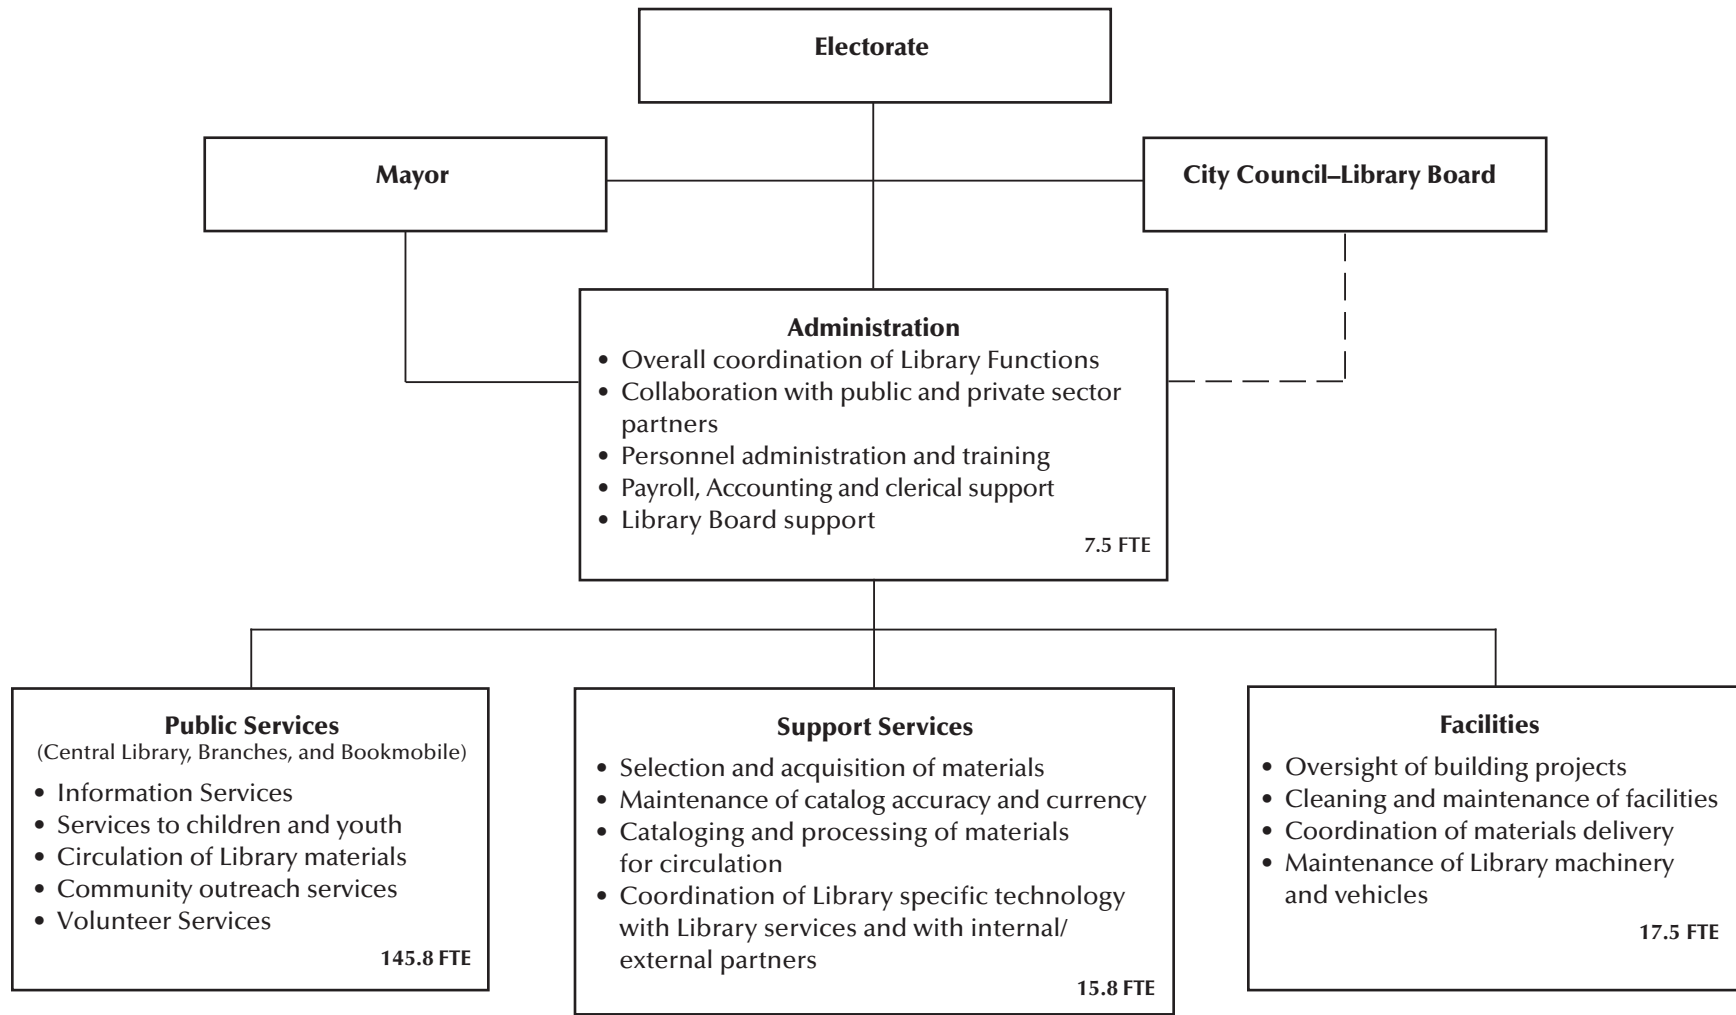 Electorate
Mayor
City Council–Library Board
Administration
• Overall coordination of Library Functions
• Collaboration with public and private sector
partners
• Personnel administration and training
• Payroll, Accounting and clerical support
• Library Board support
7.5 FTE
Public Services
(Central Library, Branches, and Bookmobile)
• Information Services
• Services to children and youth
• Circulation of Library materials
• Community outreach services
• Volunteer Services
145.8 FTE
Support Services
• Selection and acquisition of materials
• Maintenance of catalog accuracy and currency
• Cataloging and processing of materials
for circulation
• Coordination of Library specific technology
with Library services and with internal/
external partners
15.8 FTE
Facilities
• Oversight of building projects
• Cleaning and maintenance of facilities
• Coordination of materials delivery
• Maintenance of Library machinery
and vehicles
17.5 FTE